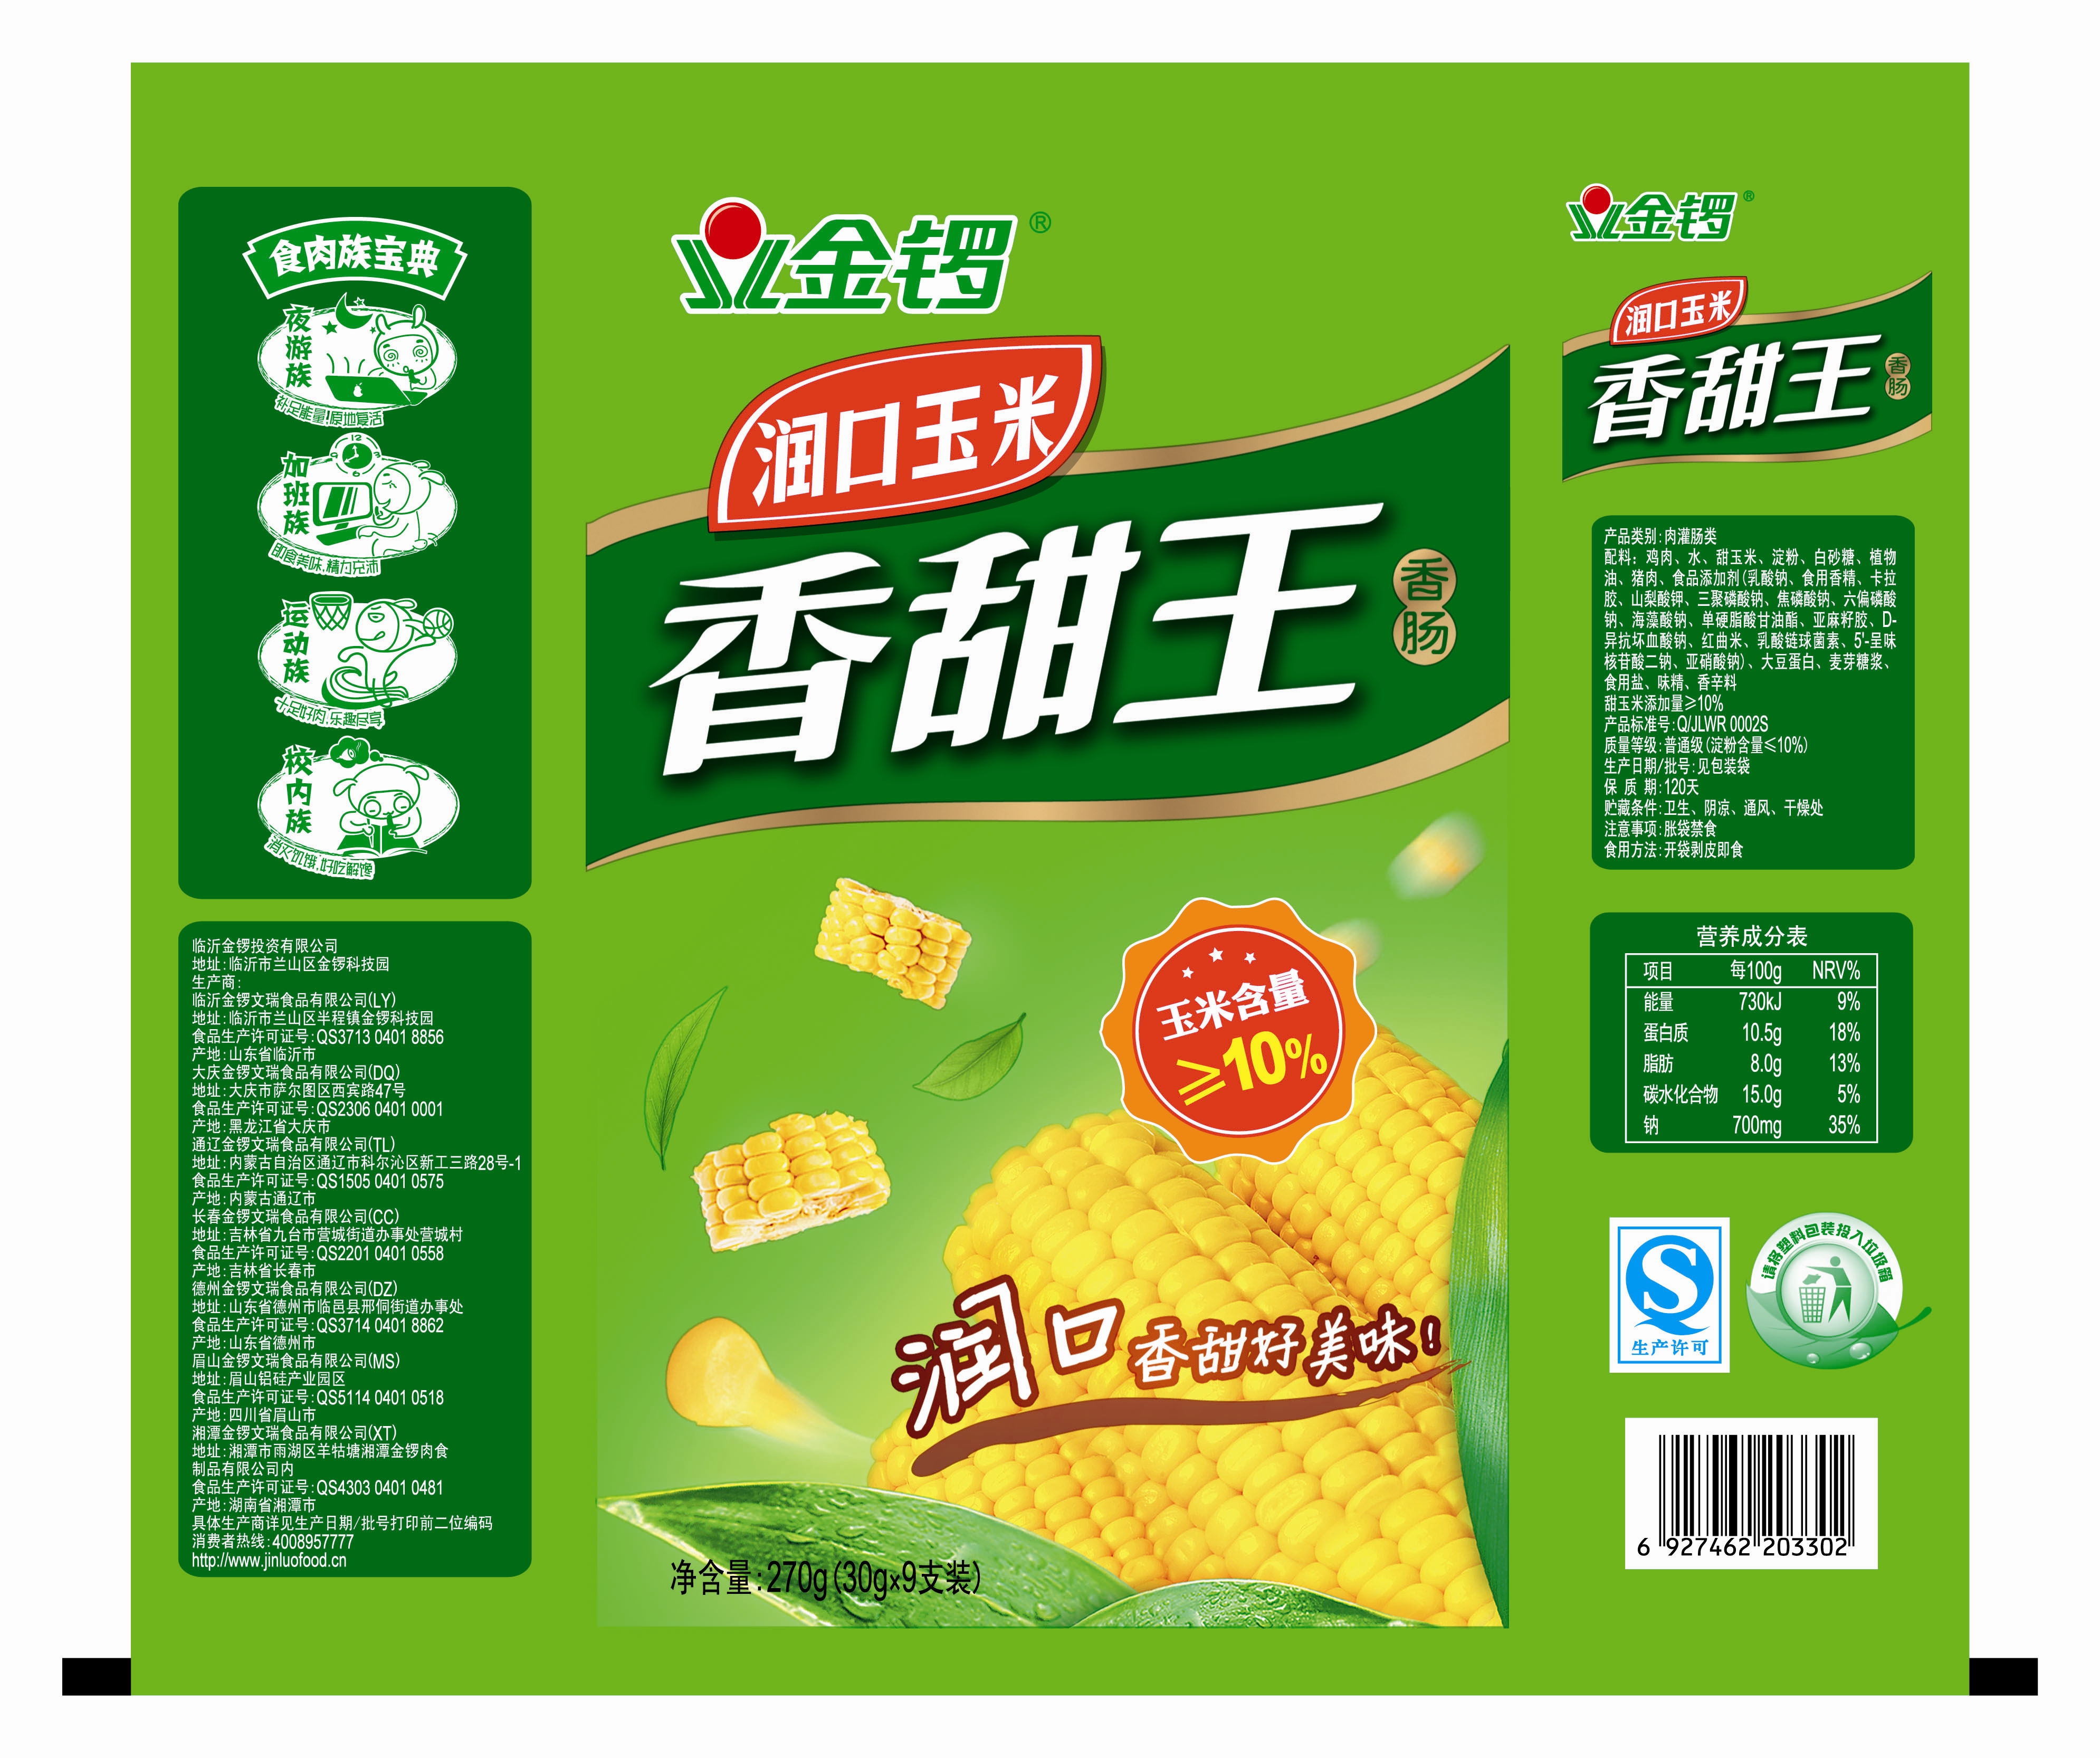 食肉族宝典
夜游族
补足能量!原地复活
加班族
12
6
即食美味,精力充沛
运动族
十足好肉,乐趣尽享
校内族
消灭饥饿,好吃解馋
临沂金锣投资有限公司
地址:临沂市兰山区金锣科技园
生产商:
临沂金锣文瑞食品有限公司(LY)
地址:临沂市兰山区半程镇金锣科技园
食品生产许可证号:QS3713 0401 8856
产地:山东省临沂市
大庆金锣文瑞食品有限公司(DQ)
地址:大庆市萨尔图区西宾路47号
食品生产许可证号:QS2306 0401 0001
产地:黑龙江省大庆市
通辽金锣文瑞食品有限公司(TL)
地址:内蒙古自治区通辽市科尔沁区新工三路28号-1
食品生产许可证号:QS1505 0401 0575
产地:内蒙古通辽市
长春金锣文瑞食品有限公司(CC)
地址:吉林省九台市营城街道办事处营城村
食品生产许可证号:QS2201 0401 0558
产地:吉林省长春市
德州金锣文瑞食品有限公司(DZ)
地址:山东省德州市临邑县邢侗街道办事处
食品生产许可证号:QS3714 0401 8862
产地:山东省德州市
眉山金锣文瑞食品有限公司(MS)
地址:眉山铝硅产业园区
食品生产许可证号:QS5114 0401 0518
产地:四川省眉山市
湘潭金锣文瑞食品有限公司(XT)
地址:湘潭市雨湖区羊牯塘湘潭金锣肉食
制品有限公司内
食品生产许可证号:QS4303 0401 0481
产地:湖南省湘潭市
具体生产商详见生产日期/批号打印前二位编码
消费者热线:4008957777
http://www.jinluofood.cn
金锣®
润口玉米
香甜王
香肠
玉米含量
≥10%
润口香甜好美味!
净含量:270g(30g×9支装)
金锣®
润口玉米
香甜王
香肠
产品类别:肉灌肠类
配料:鸡肉、水、甜玉米、淀粉、白砂糖、植物
油、猪肉、食品添加剂(乳酸钠、食用香精、卡拉
胶、山梨酸钾、三聚磷酸钠、焦磷酸钠、六偏磷酸
钠、海藻酸钠、单硬脂酸甘油酯、亚麻籽胶、D-
异抗坏血酸钠、红曲米、乳酸链球菌素、5'-呈味
核苷酸二钠、亚硝酸钠)、大豆蛋白、麦芽糖浆、
食用盐、味精、香辛料
甜玉米添加量≥10%
产品标准号:Q/JLWR 0002S
质量等级:普通级(淀粉含量≤10%)
生产日期/批号:见包装袋
保 质 期:120天
贮藏条件:卫生、阴凉、通风、干燥处
注意事项:胀袋禁食
食用方法:开袋剥皮即食
营养成分表
项目 每100g NRV%
能量 730kJ 9%
蛋白质 10.5g 18%
脂肪 8.0g 13%
碳水化合物 15.0g 5%
钠 700mg 35%
生产许可
请将塑料包装投入垃圾箱
6 927462 203302